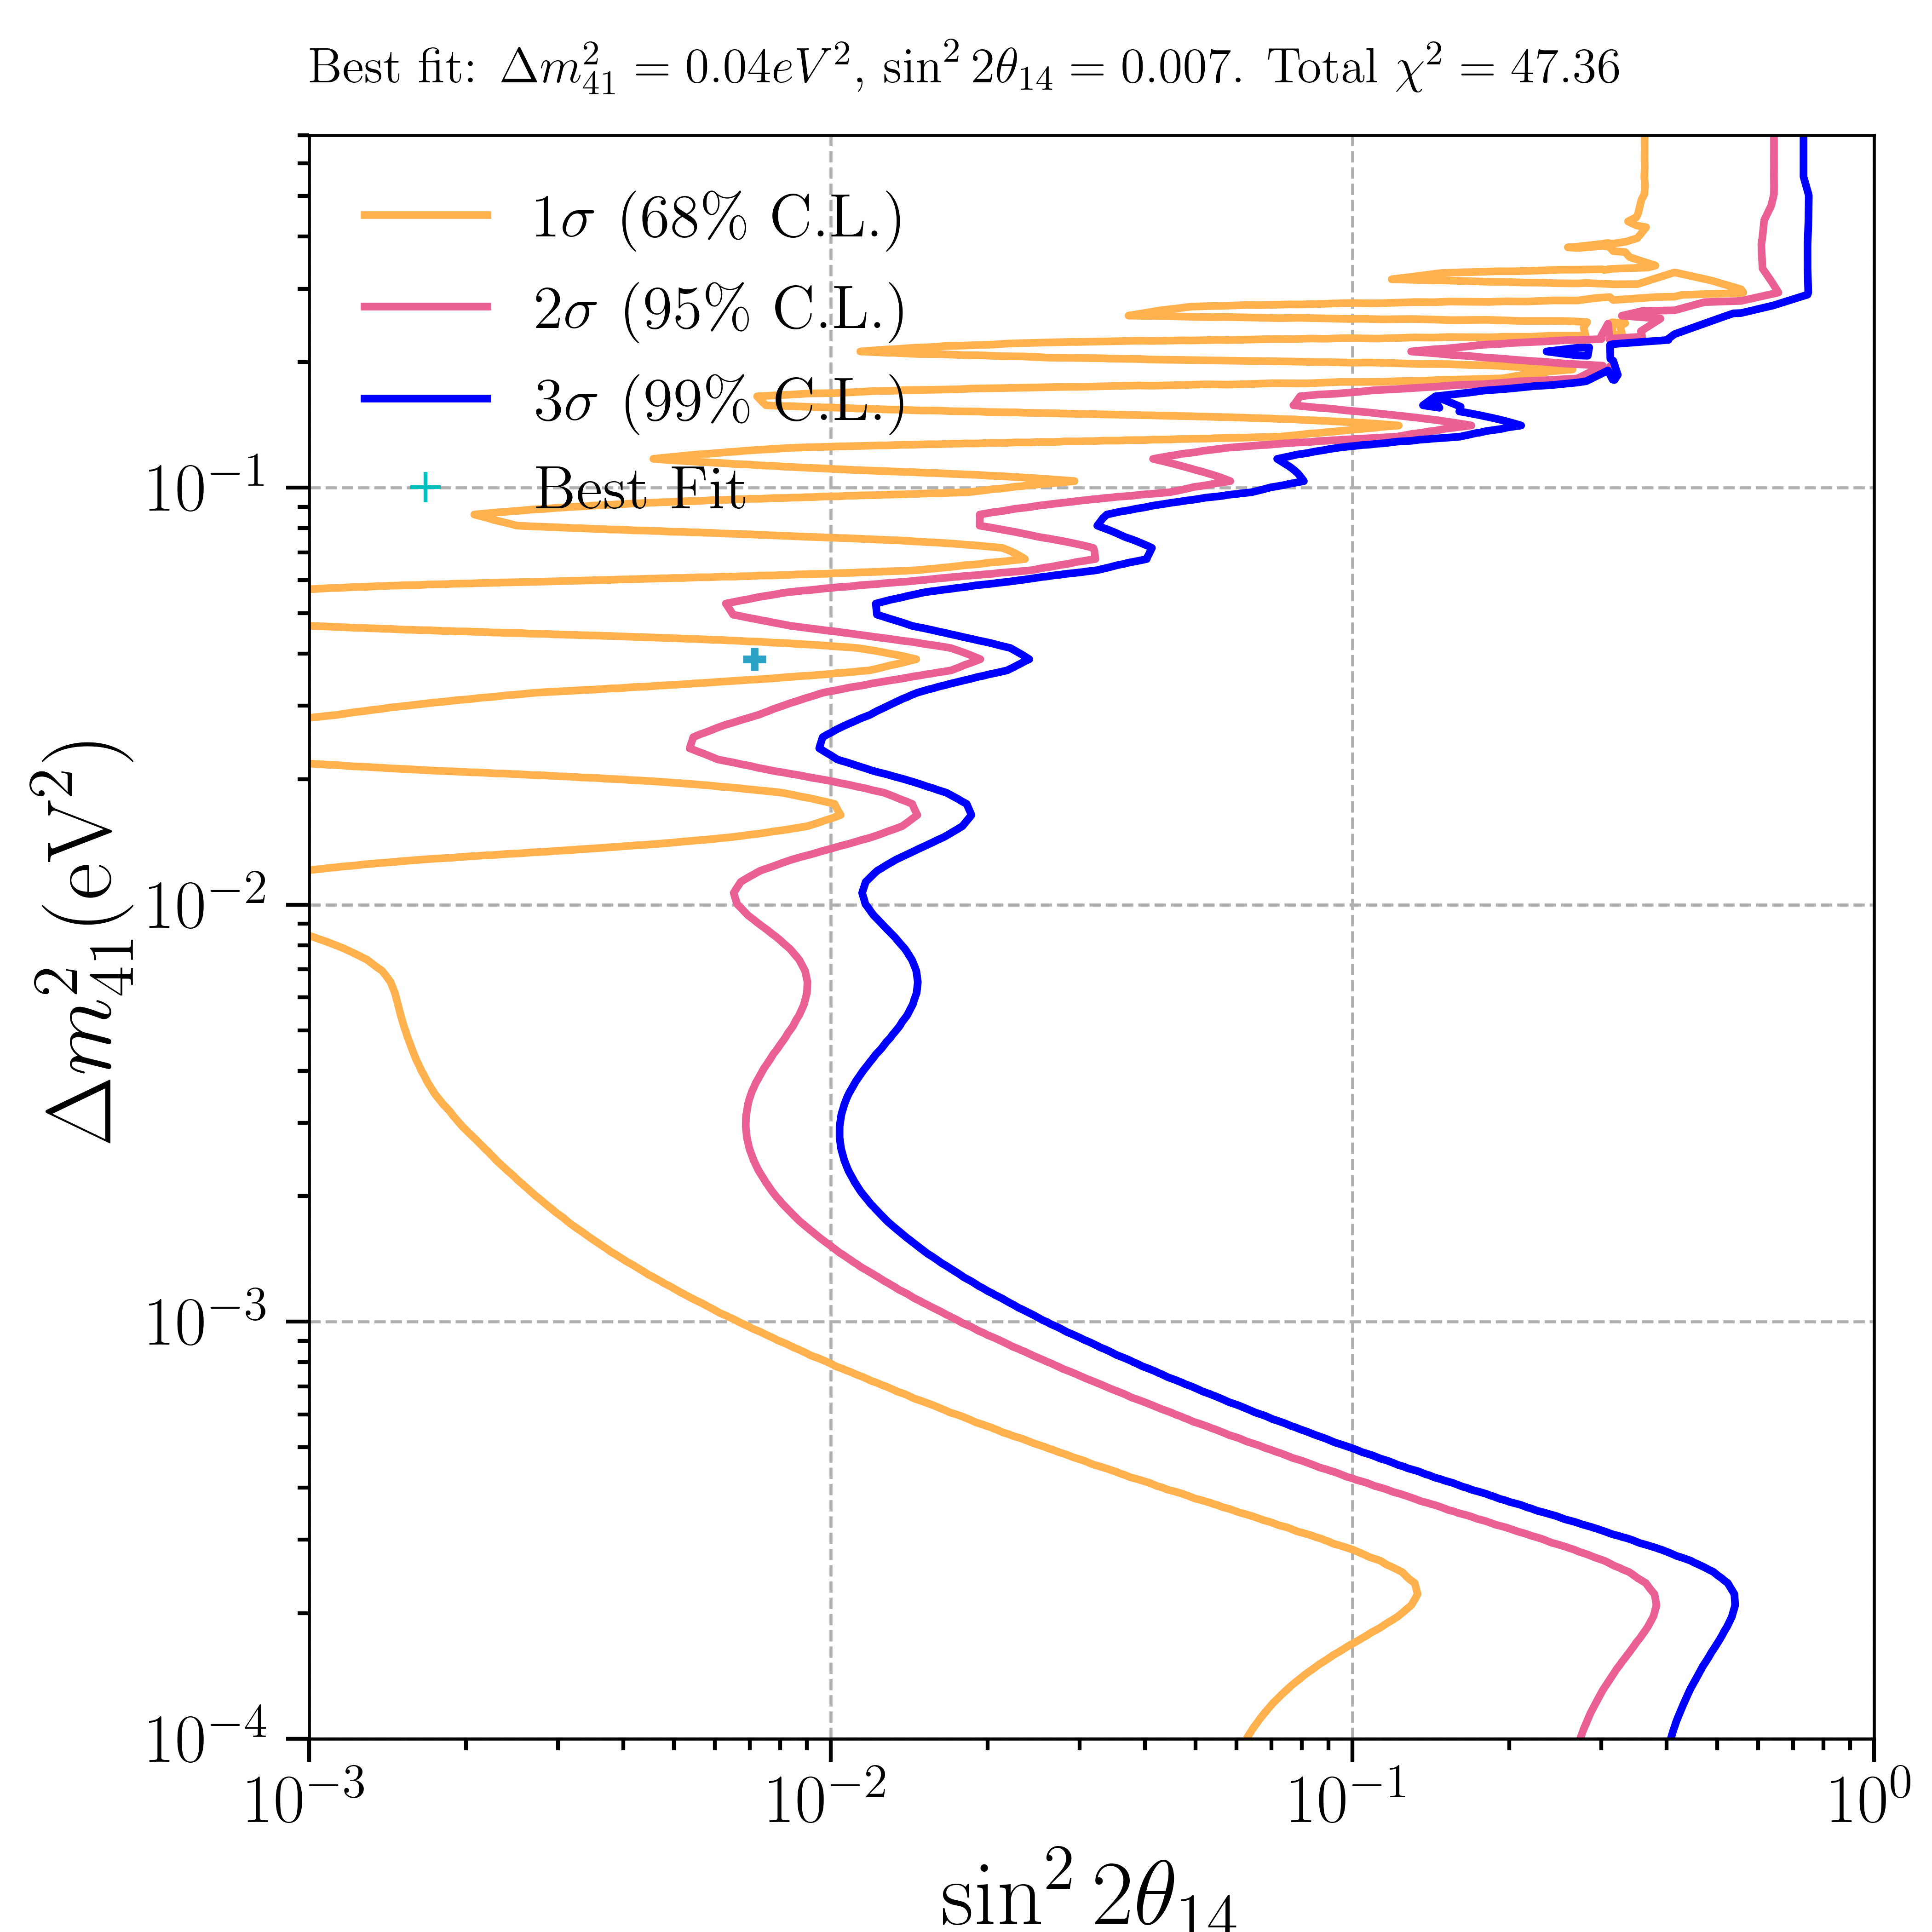 Best fit: Δm²₄₁ = 0.04eV², sin² 2θ₁₄ = 0.007. Total χ² = 47.36
1σ (68% C.L.)
2σ (95% C.L.)
3σ (99% C.L.)
Best Fit
Δm²₄₁(eV²)
10⁻¹
10⁻²
10⁻³
10⁻⁴
10⁻³ 10⁻² 10⁻¹ 10⁰
sin² 2θ₁₄